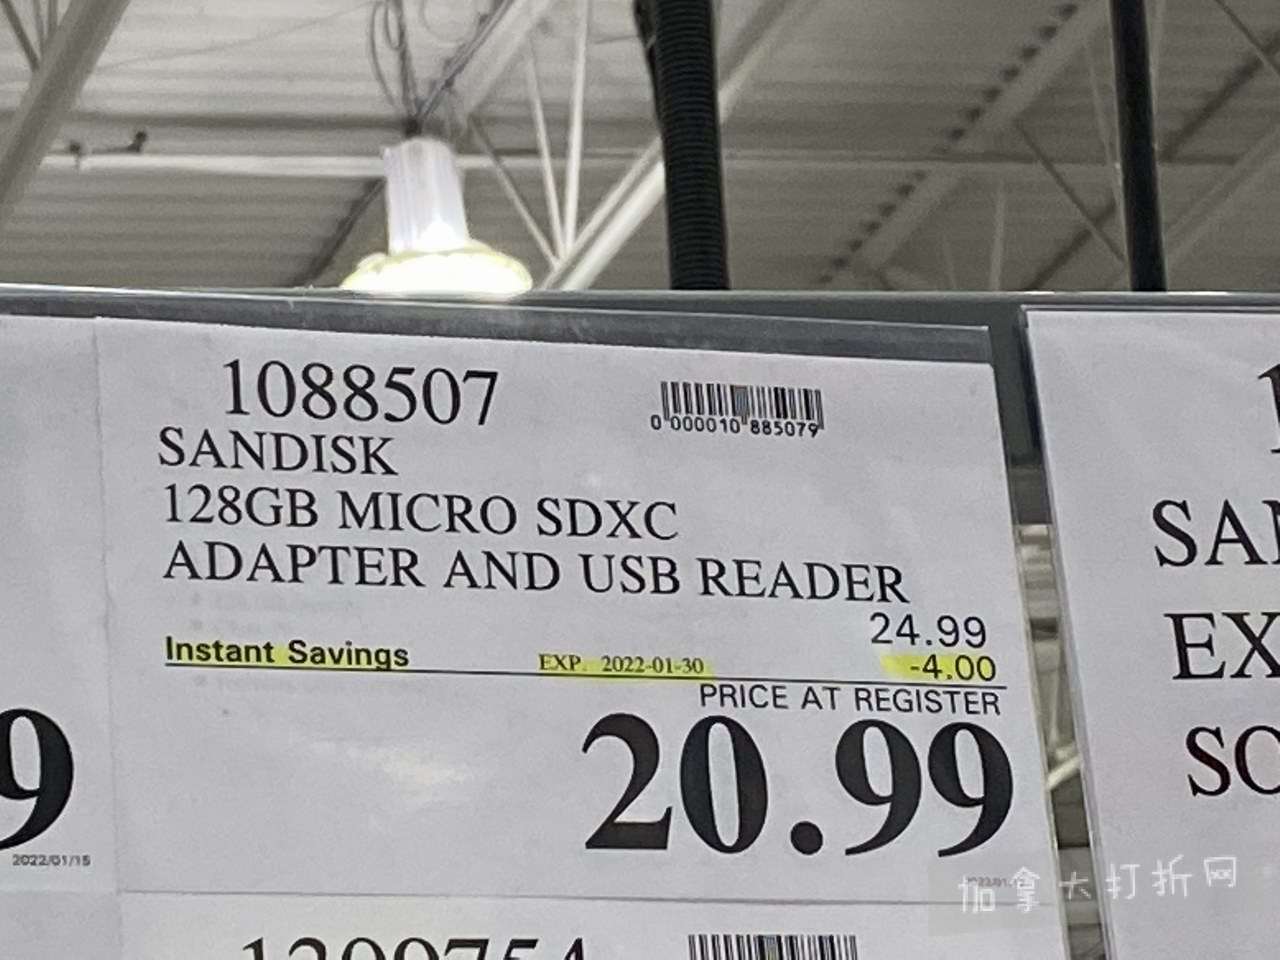 1088507
0 000010 885079
SANDISK
128GB MICRO SDXC
ADAPTER AND USB READER
24.99
Instant Savings EXP. 2022-01-30 -4.00
PRICE AT REGISTER
20.99
9
2022/01/15
SA
EX
SO
加拿大打折网